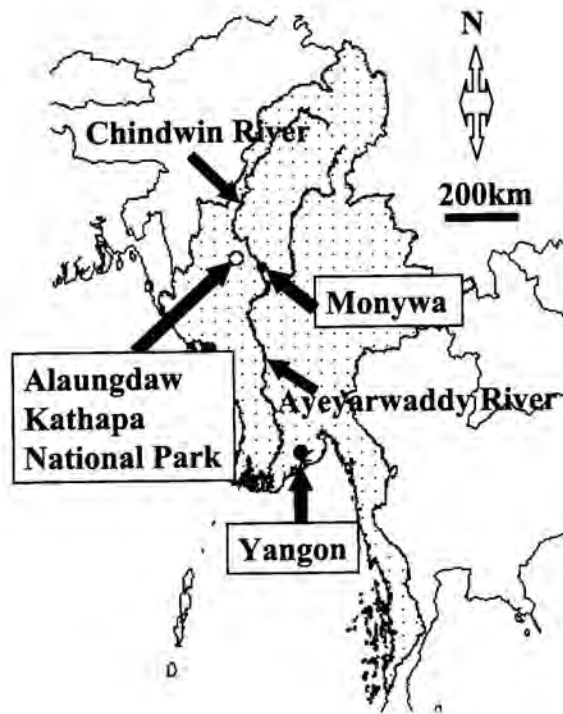 N
Chindwin River
200km
Monywa
Alaungdaw
Kathapa
National Park
Ayeyarwaddy River
Yangon